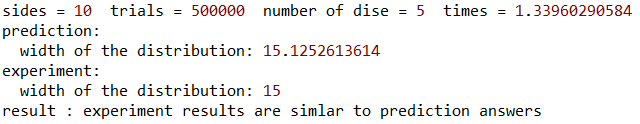 sides = 10  trials = 500000  number of dise = 5  times = 1.33960290584
prediction:
  width of the distribution: 15.1252613614
experiment:
  width of the distribution: 15
result : experiment results are simlar to prediction answers